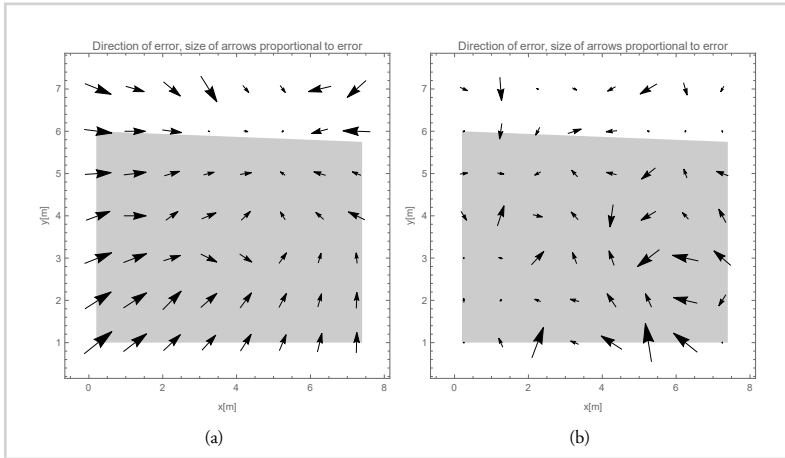 Direction of error, size of arrows proportional to error
7
6
5
4
3
2
1
y[m]
0 2 4 6 8
x[m]
(a)
Direction of error, size of arrows proportional to error
7
6
5
4
3
2
1
y[m]
0 2 4 6 8
x[m]
(b)